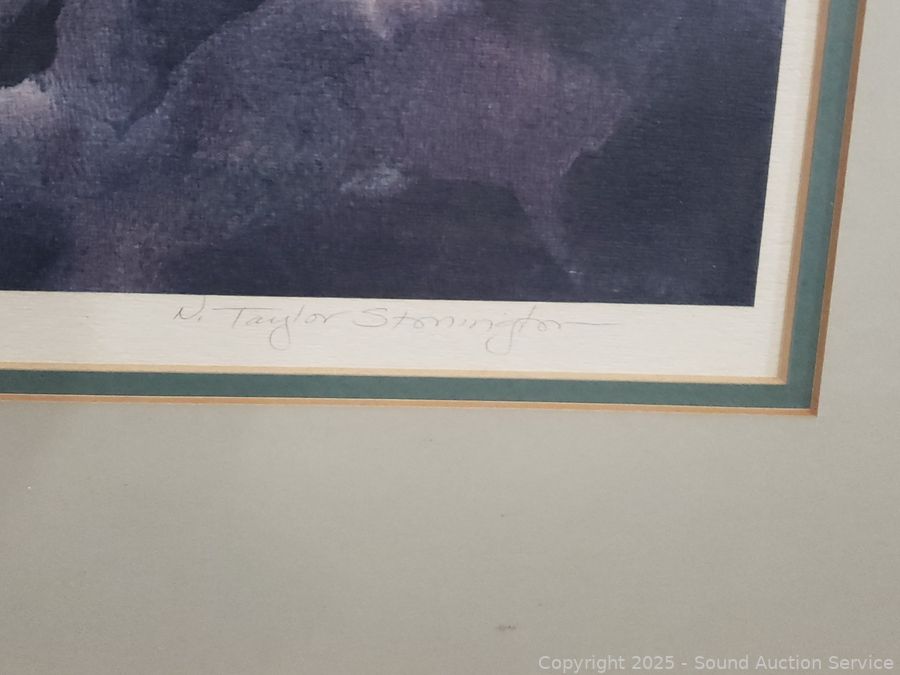 N. Taylor Stonington
Copyright © 2025 - Sound Auction Service